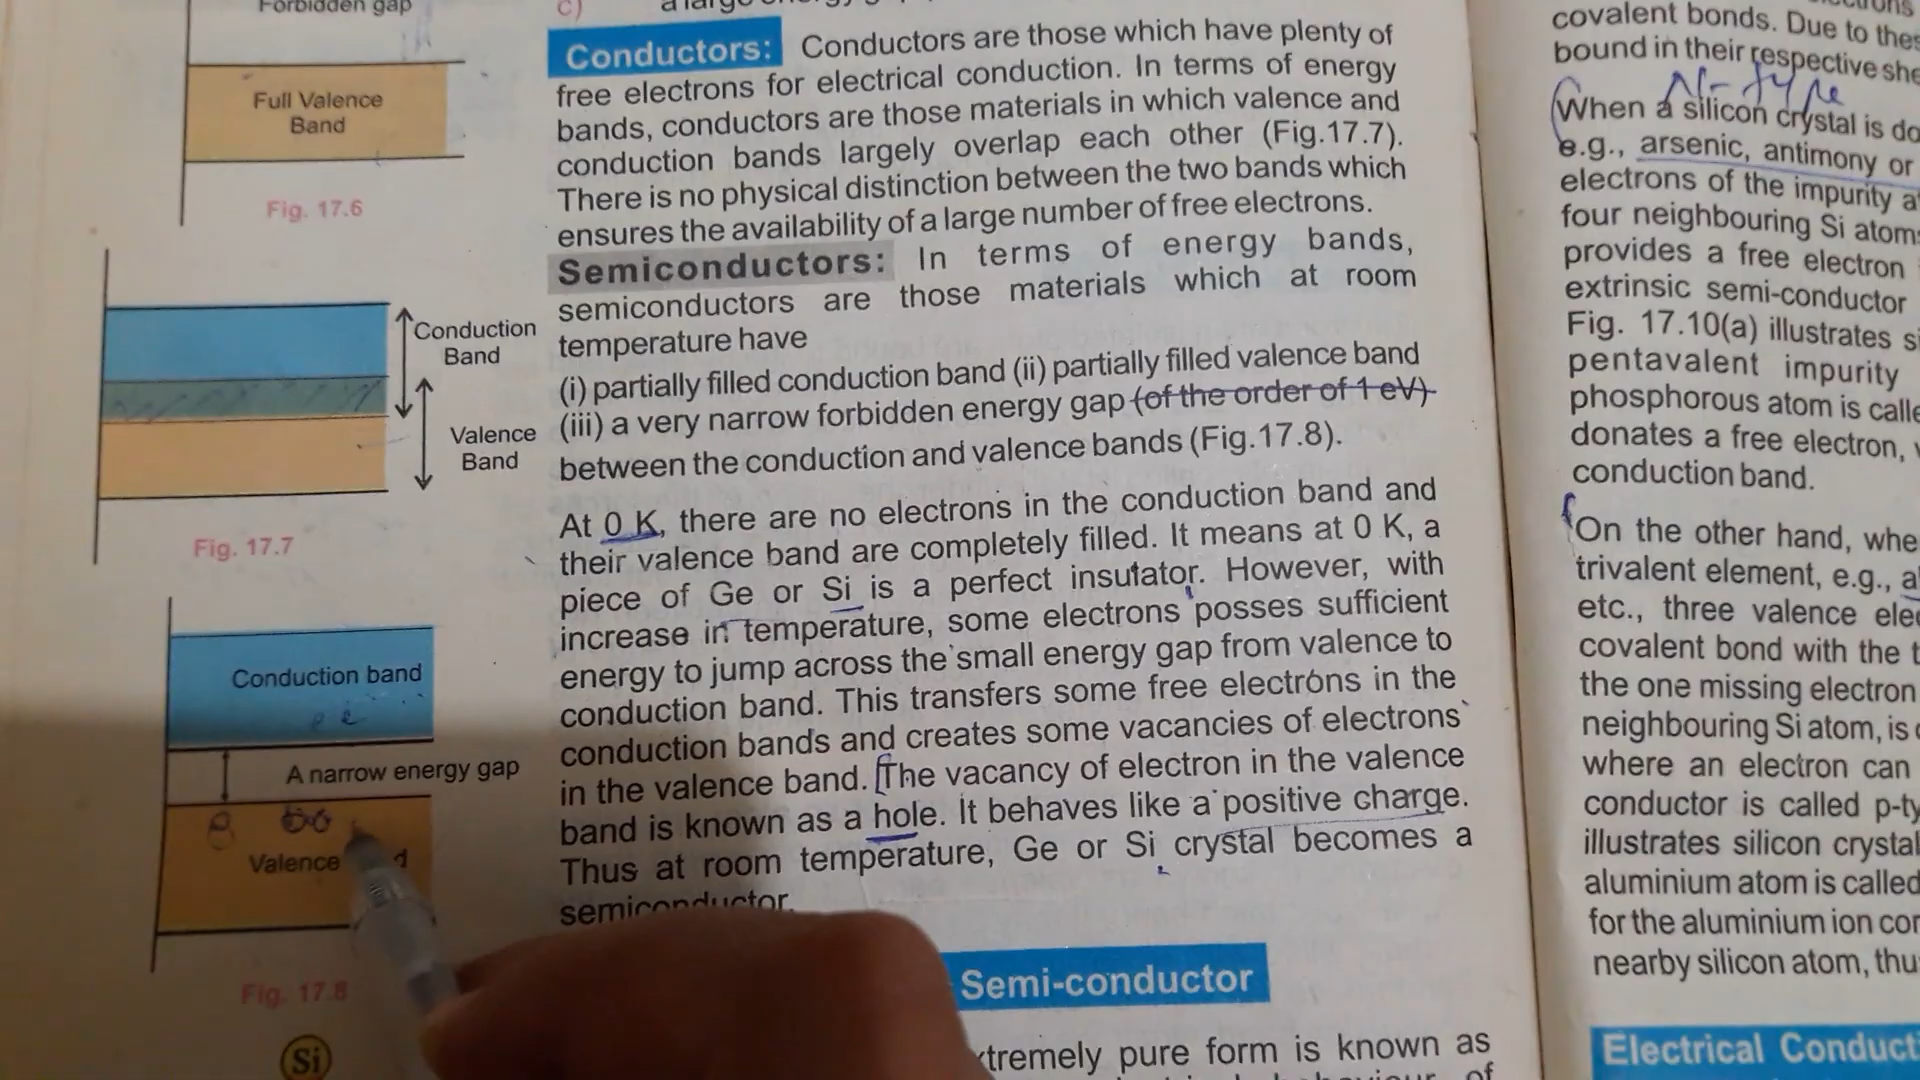 Forbidden gap
Full Valence
Band
Fig. 17.6
Conduction
Band
Valence
Band
Fig. 17.7
Conduction band
A narrow energy gap
Valence
Fig. 17.8
Si
c)
Conductors: Conductors are those which have plenty of
free electrons for electrical conduction. In terms of energy
bands, conductors are those materials in which valence and
conduction bands largely overlap each other (Fig.17.7).
There is no physical distinction between the two bands which
ensures the availability of a large number of free electrons.
Semiconductors: In terms of energy bands,
semiconductors are those materials which at room
temperature have
(i) partially filled conduction band (ii) partially filled valence band
(iii) a very narrow forbidden energy gap (of the order of 1 eV)
between the conduction and valence bands (Fig.17.8).
At 0 K, there are no electrons in the conduction band and
their valence band are completely filled. It means at 0 K, a
piece of Ge or Si is a perfect insulator. However, with
increase in temperature, some electrons posses sufficient
energy to jump across the small energy gap from valence to
conduction band. This transfers some free electrons in the
conduction bands and creates some vacancies of electrons
in the valence band. The vacancy of electron in the valence
band is known as a hole. It behaves like a positive charge.
Thus at room temperature, Ge or Si crystal becomes a
semiconductor.
Semi-conductor
extremely pure form is known as
of
covalent bonds. Due to
bound in their respective
N-type
When a silicon crystal is
e.g., arsenic, antimony or
electrons of the impurity
four neighbouring Si
provides a free electron
extrinsic semi-conductor
Fig. 17.10(a) illustrates
pentavalent impurity
phosphorous atom is
donates a free electron,
conduction band.
On the other hand,
trivalent element, e.g.,
etc., three valence
covalent bond with the
the one missing electron
neighbouring Si atom, is
where an electron can
conductor is called
illustrates silicon crystal
aluminium atom is called
for the aluminium ion
nearby silicon atom,
Electrical